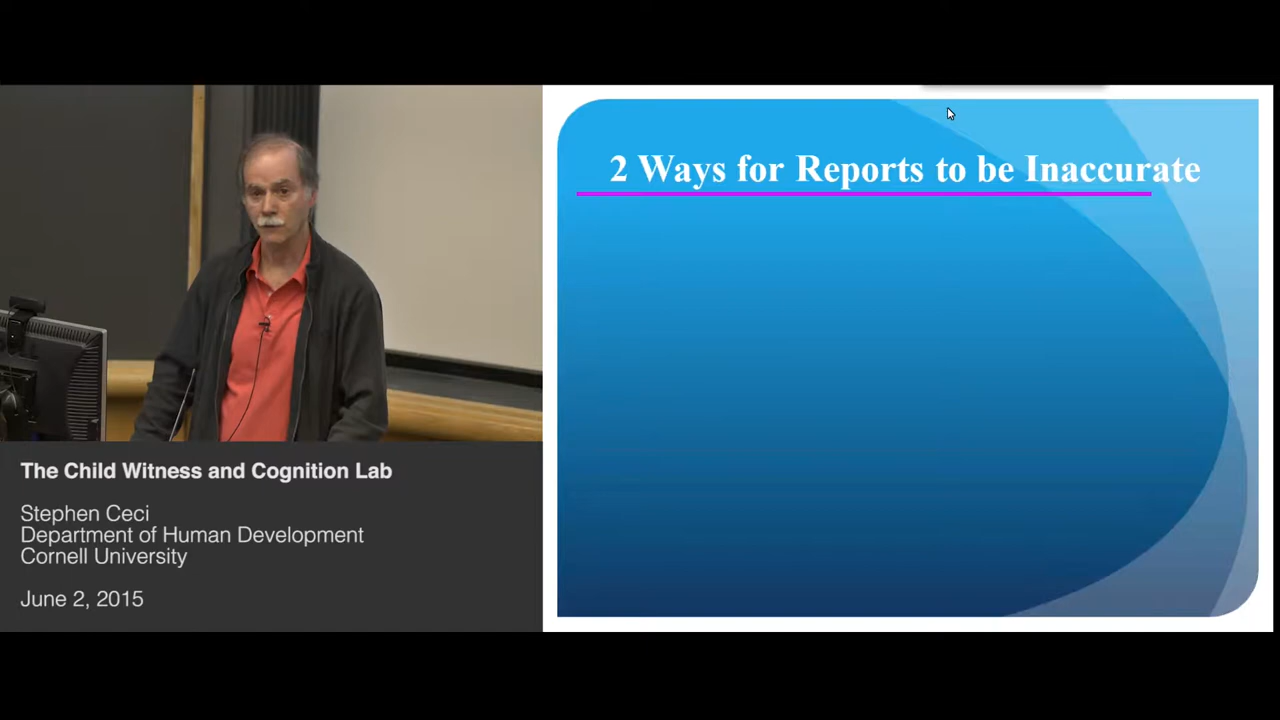 2 Ways for Reports to be Inaccurate
The Child Witness and Cognition Lab
Stephen Ceci
Department of Human Development
Cornell University
June 2, 2015